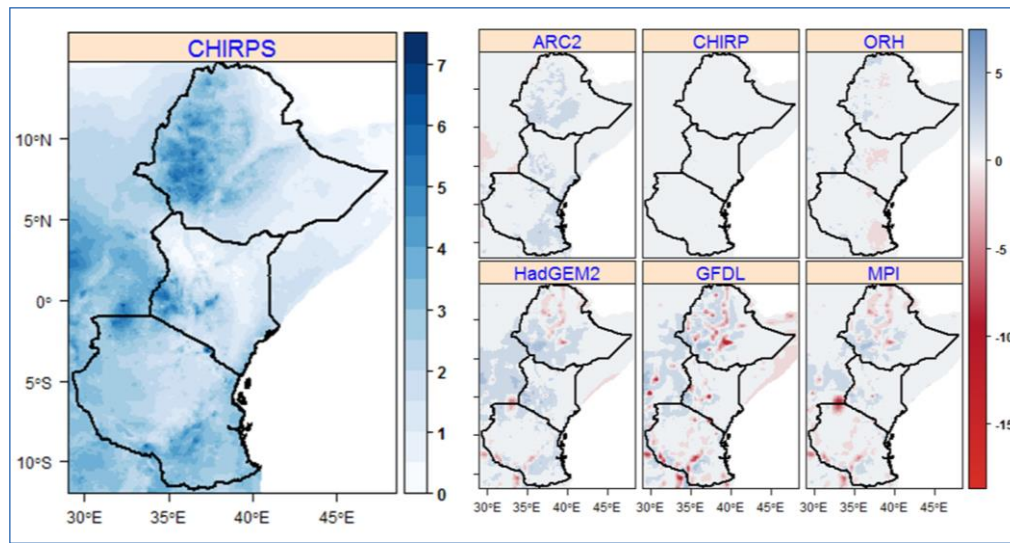 CHIRPS
10°N
5°N
0°
5°S
10°S
30°E 35°E 40°E 45°E
7
6
5
4
3
2
1
0
ARC2 CHIRP ORH
HadGEM2 GFDL MPI
30°E 35°E 40°E 45°E 30°E 35°E 40°E 45°E 30°E 35°E 40°E 45°E
5
0
-5
-10
-15